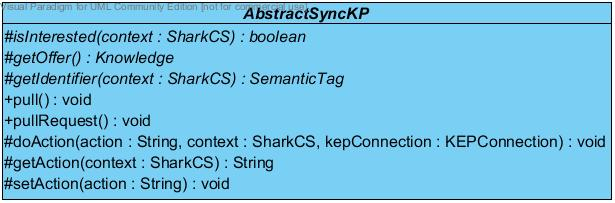 Visual Paradigm for UML Community Edition [not for commercial use]
AbstractSyncKP
#isInterested(context : SharkCS) : boolean
#getOffer() : Knowledge
#getIdentifier(context : SharkCS) : SemanticTag
+pull() : void
+pullRequest() : void
#doAction(action : String, context : SharkCS, kepConnection : KEPConnection) : void
#getAction(context : SharkCS) : String
#setAction(action : String) : void